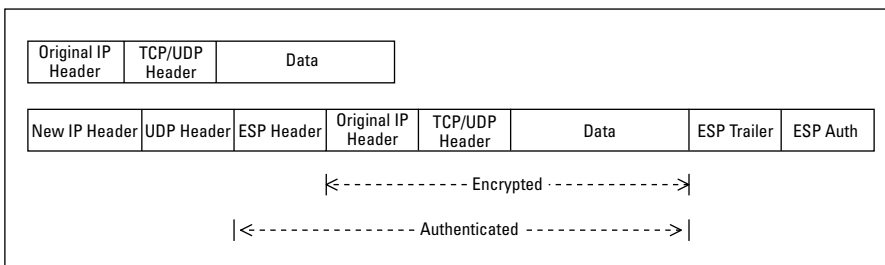 Original IP
Header
TCP/UDP
Header
Data
New IP Header
UDP Header
ESP Header
Original IP
Header
TCP/UDP
Header
Data
ESP Trailer
ESP Auth
Encrypted
Authenticated